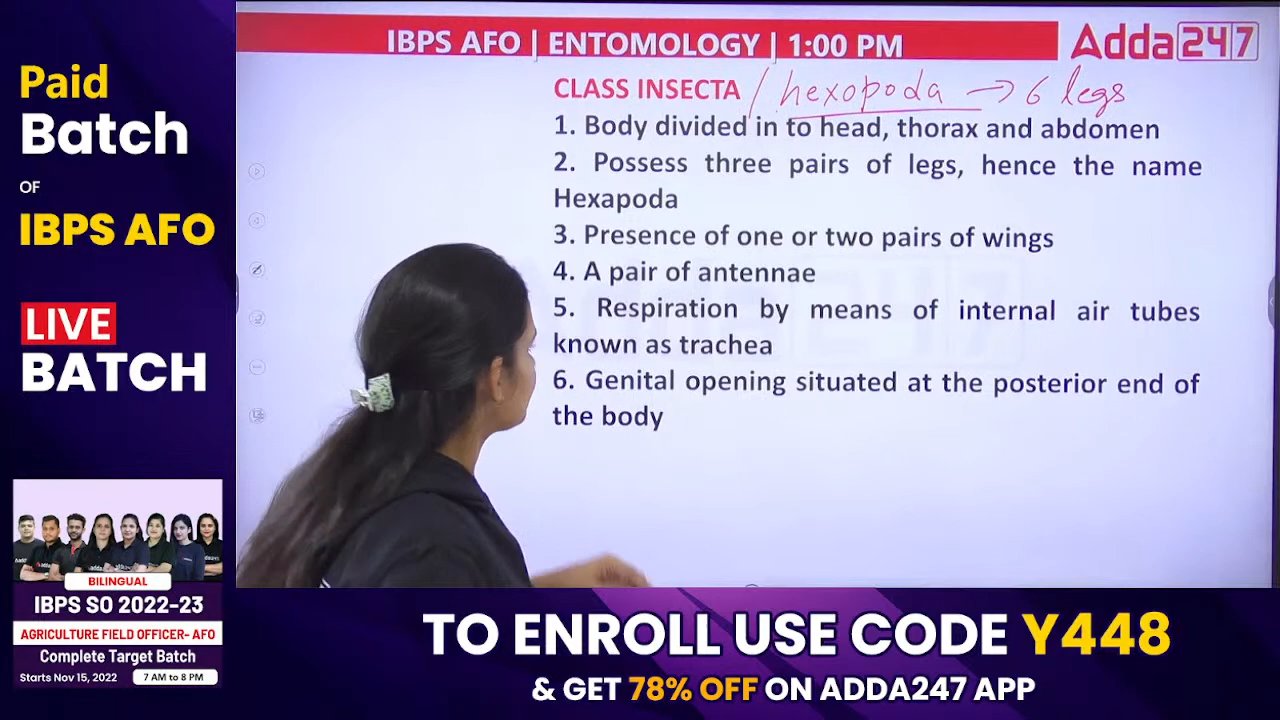 Paid
Batch
OF
IBPS AFO
LIVE
BATCH
BILINGUAL
IBPS SO 2022-23
AGRICULTURE FIELD OFFICER- AFO
Complete Target Batch
Starts Nov 15, 2022
7 AM to 8 PM
IBPS AFO | ENTOMOLOGY | 1:00 PM
Adda247
CLASS INSECTA / hexopoda → 6 legs
1. Body divided in to head, thorax and abdomen
2. Possess three pairs of legs, hence the name
Hexapoda
3. Presence of one or two pairs of wings
4. A pair of antennae
5. Respiration by means of internal air tubes
known as trachea
6. Genital opening situated at the posterior end of
the body
TO ENROLL USE CODE Y448
& GET 78% OFF ON ADDA247 APP